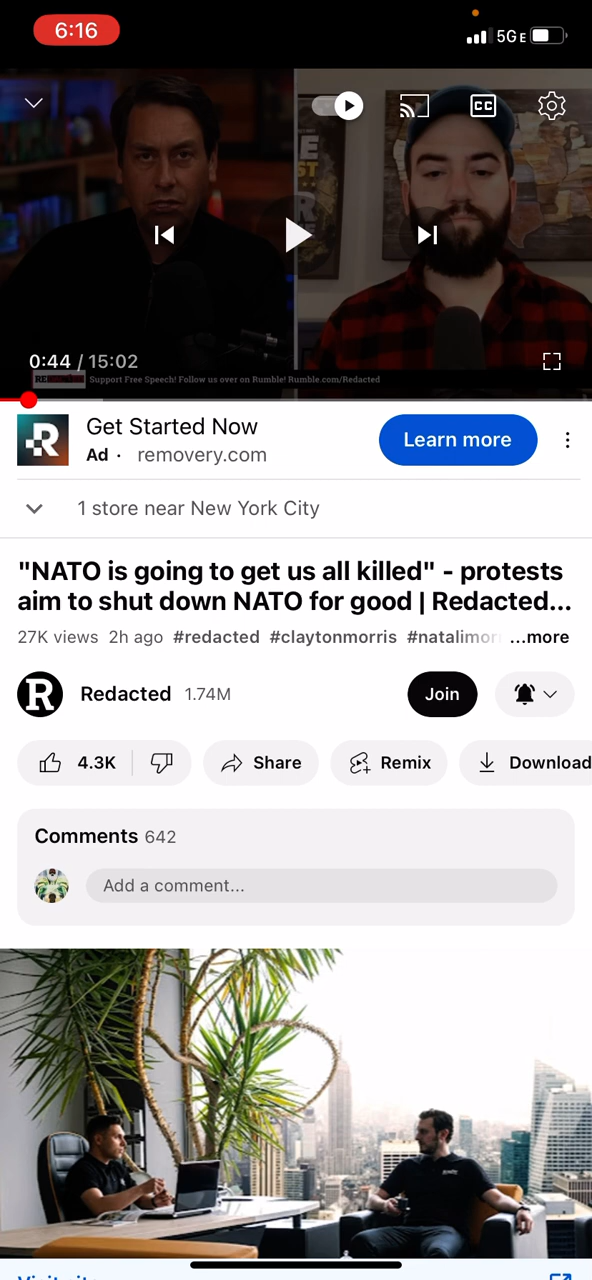 6:16
5G E
CC
0:44 / 15:02
Support Free Speech! Follow us over on Rumble! Rumble.com/Redacted
Get Started Now
Ad · removery.com
Learn more
1 store near New York City
"NATO is going to get us all killed" - protests
aim to shut down NATO for good | Redacted...
27K views 2h ago #redacted #claytonmorris #natalimor ...more
R
Redacted 1.74M
Join
4.3K
Share
Remix
Download
Comments 642
Add a comment...